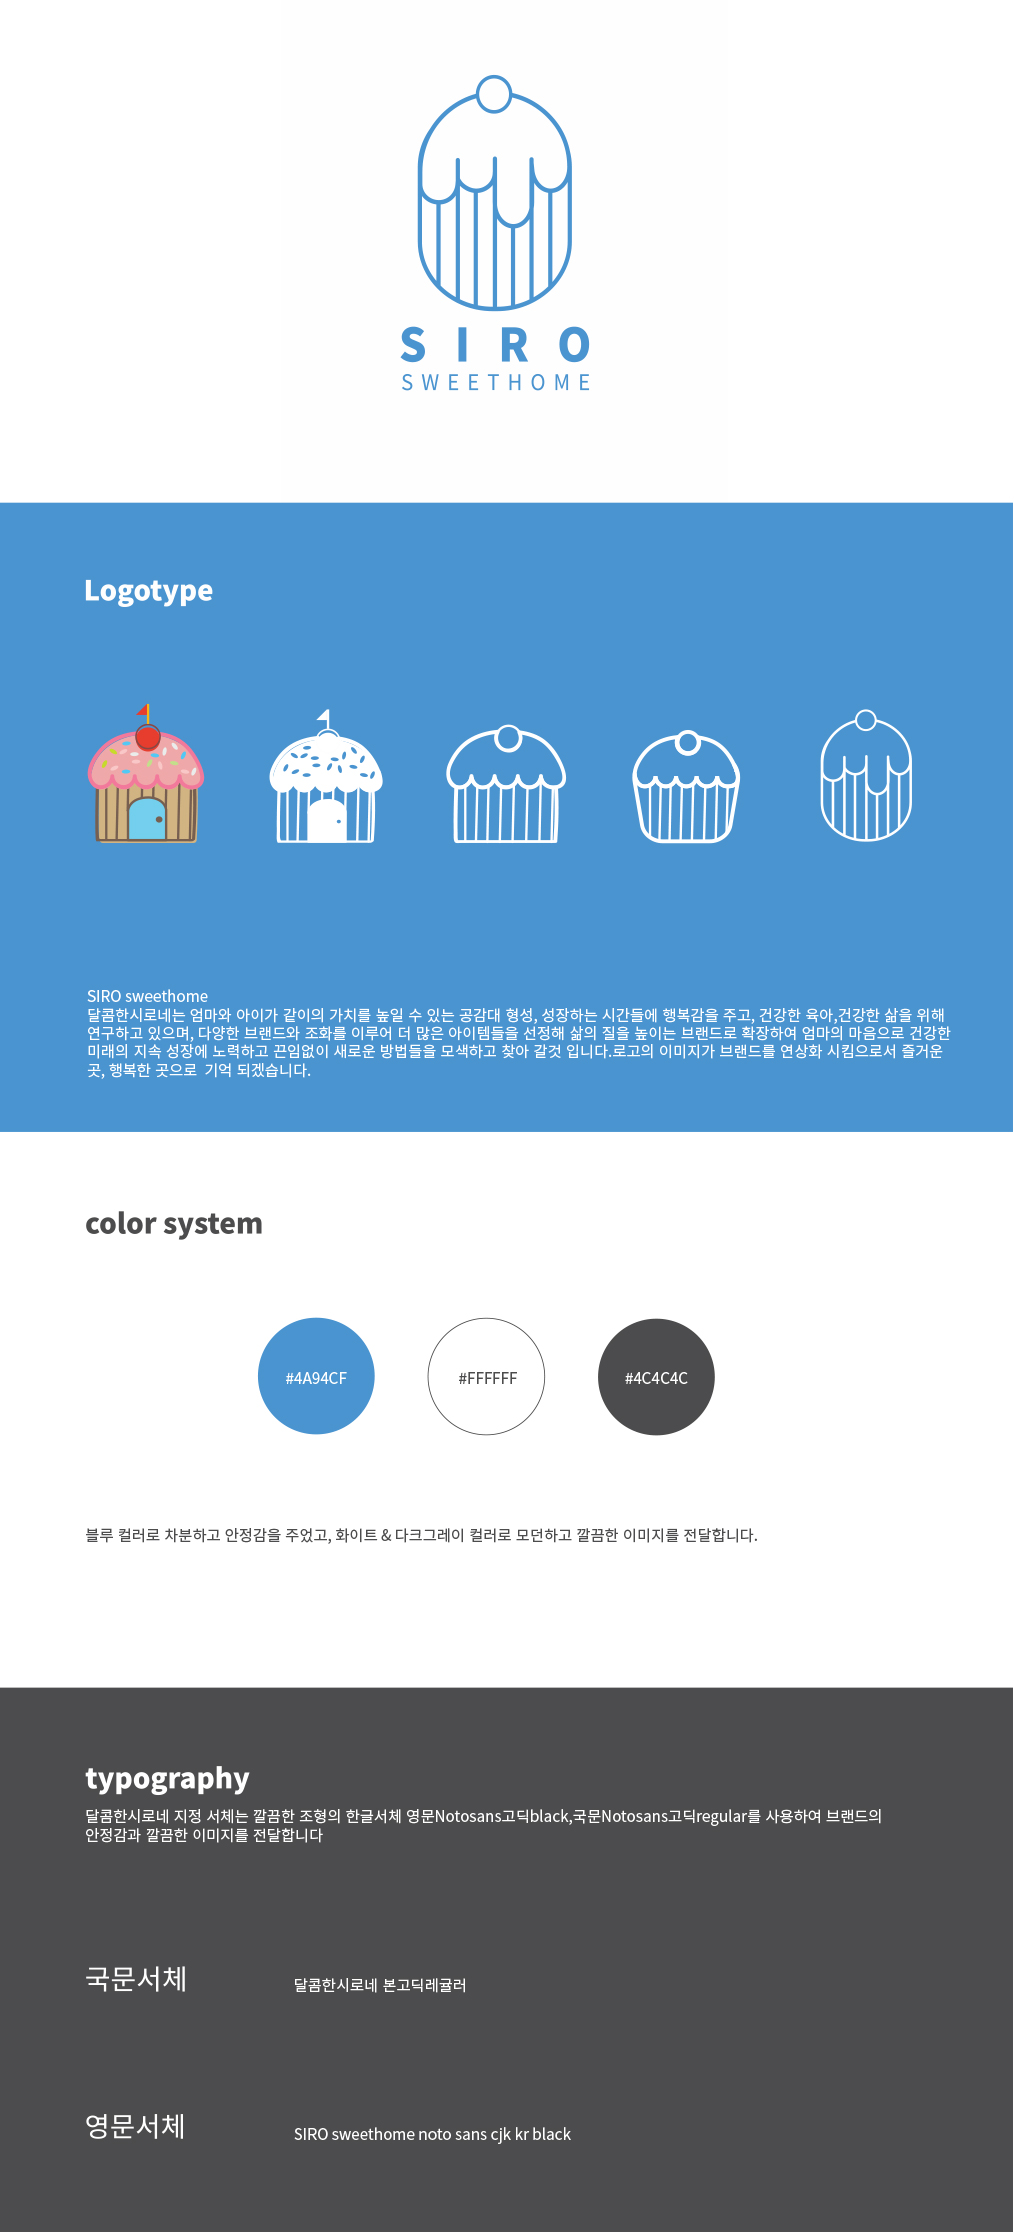 SIRO
SWEETHOME
Logotype
SIRO sweethome
달콤한시로네는 엄마와 아이가 같이의 가치를 높일 수 있는 공감대 형성, 성장하는 시간들에 행복감을 주고, 건강한 육아,건강한 삶을 위해
연구하고 있으며, 다양한 브랜드와 조화를 이루어 더 많은 아이템들을 선정해 삶의 질을 높이는 브랜드로 확장하여 엄마의 마음으로 건강한
미래의 지속 성장에 노력하고 끈임없이 새로운 방법들을 모색하고 찾아 갈것 입니다.로고의 이미지가 브랜드를 연상화 시킴으로서 즐거운
곳, 행복한 곳으로 기억 되겠습니다.
color system
#4A94CF
#FFFFFF
#4C4C4C
블루 컬러로 차분하고 안정감을 주었고, 화이트 & 다크그레이 컬러로 모던하고 깔끔한 이미지를 전달합니다.
typography
달콤한시로네 지정 서체는 깔끔한 조형의 한글서체 영문Notosans고딕black,국문Notosans고딕regular를 사용하여 브랜드의
안정감과 깔끔한 이미지를 전달합니다
국문서체
달콤한시로네 본고딕레귤러
영문서체
SIRO sweethome noto sans cjk kr black